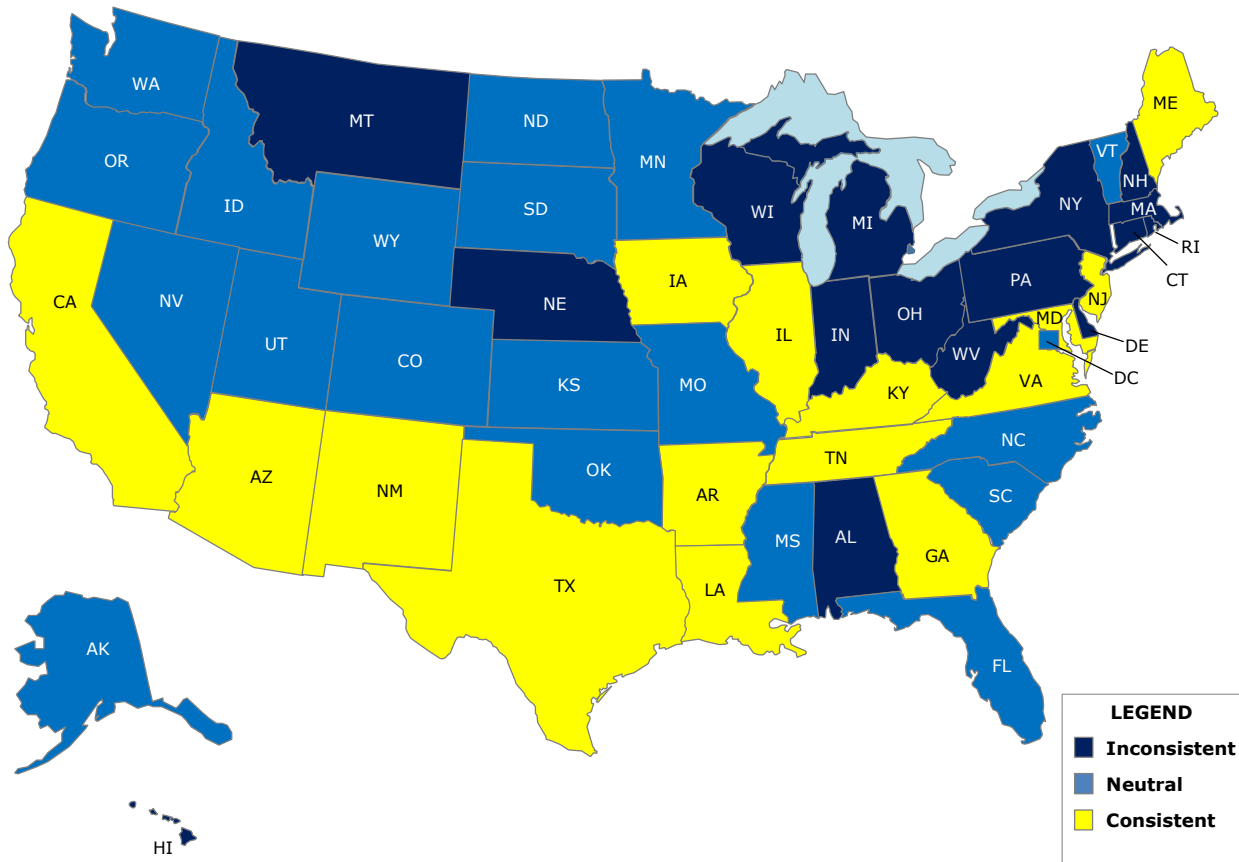 WA
MT
ND
MN
ME
VT
OR
ID
SD
WI
MI
NY
NH
MA
WY
RI
CT
CA
NV
NE
IA
PA
NJ
UT
CO
IL
IN
OH
MD
DE
WV
DC
KS
MO
KY
VA
AZ
NM
OK
AR
TN
NC
SC
MS
AL
GA
TX
LA
AK
FL
HI
LEGEND
Inconsistent
Neutral
Consistent